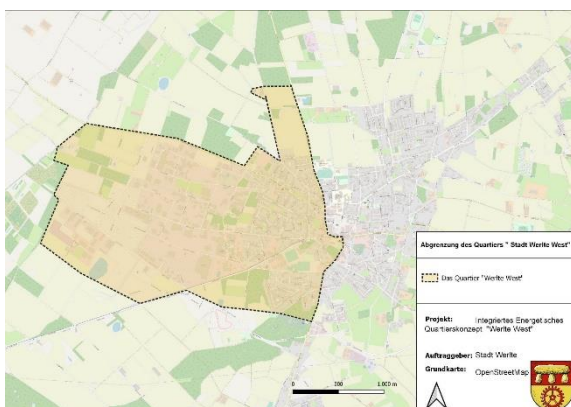 Abgrenzung des Quartiers " Stadt Werlte West"
Das Quartier "Werlte West"
Projekt: Integriertes Energetisches
Quartierskonzept "Werlte West"
Auftraggeber: Stadt Werlte
Grundkarte: OpenStreetMap
0 500 1.000 m